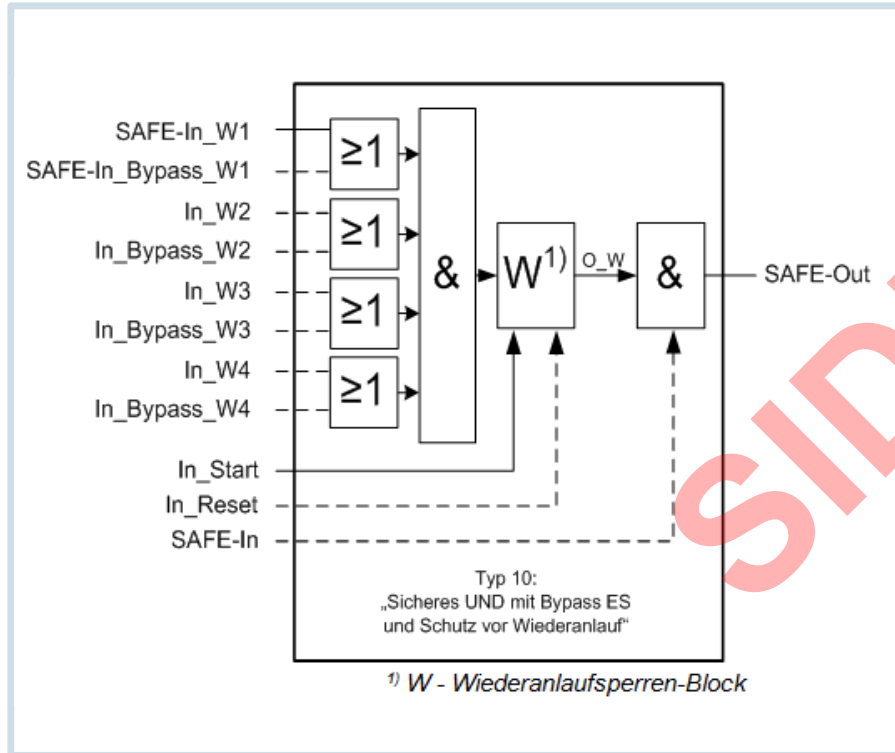 SAFE-In_W1
SAFE-In_Bypass_W1
In_W2
In_Bypass_W2
In_W3
In_Bypass_W3
In_W4
In_Bypass_W4
In_Start
In_Reset
SAFE-In
≥1
≥1
≥1
≥1
&
W¹⁾
O_W
&
SAFE-Out
Typ 10:
„Sicheres UND mit Bypass ES
und Schutz vor Wiederanlauf“
¹⁾ W - Wiederanlaufsperren-Block